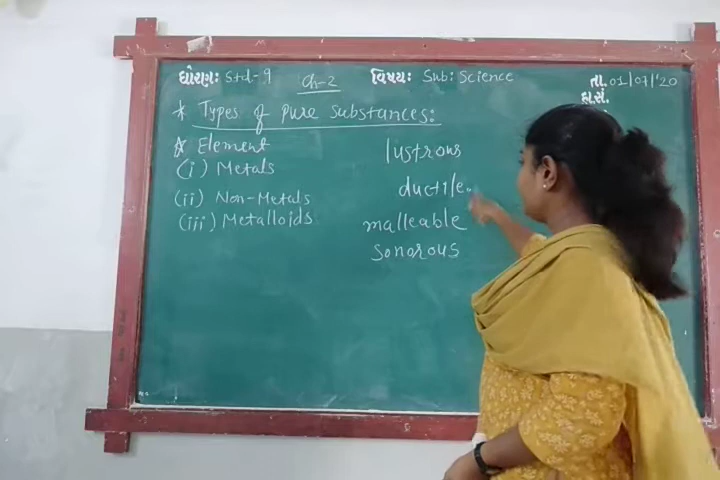 ધોરણ: Std-9 Ch-2 વિષય: Sub: Science તા. 01/07/'20
હા.સં.
* Types of Pure Substances:
* Element
(i) Metals
(ii) Non-Metals
(iii) Metalloids
lustrous
ductile.
malleable
Sonorous